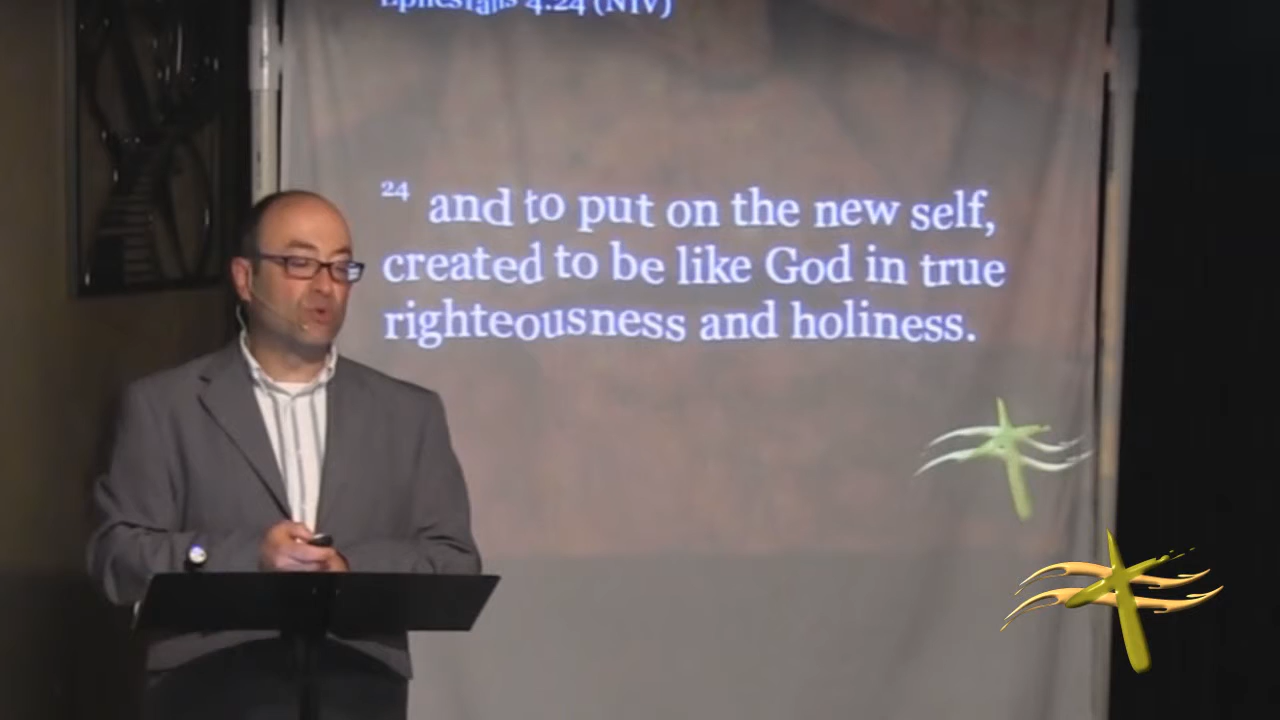 Ephesians 4:24 (NIV)
24 and to put on the new self,
created to be like God in true
righteousness and holiness.